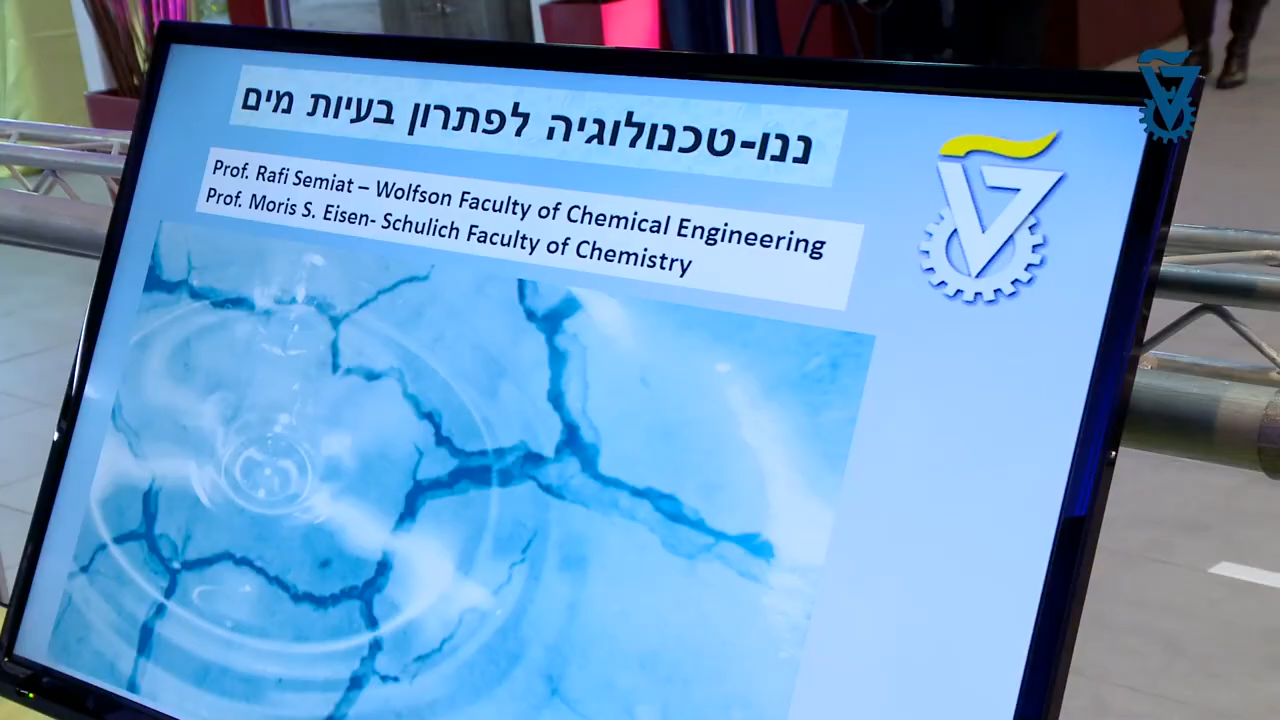 ננו-טכנולוגיה לפתרון בעיות מים
Prof. Rafi Semiat – Wolfson Faculty of Chemical Engineering
Prof. Moris S. Eisen- Schulich Faculty of Chemistry